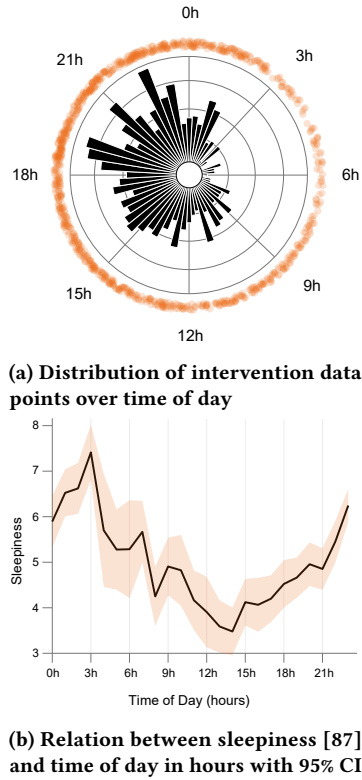 0h
21h
3h
18h
6h
15h
9h
12h
(a) Distribution of intervention data
points over time of day
8
7
6
5
4
3
Sleepiness
0h 3h 6h 9h 12h 15h 18h 21h
Time of Day (hours)
(b) Relation between sleepiness [87]
and time of day in hours with 95% CI